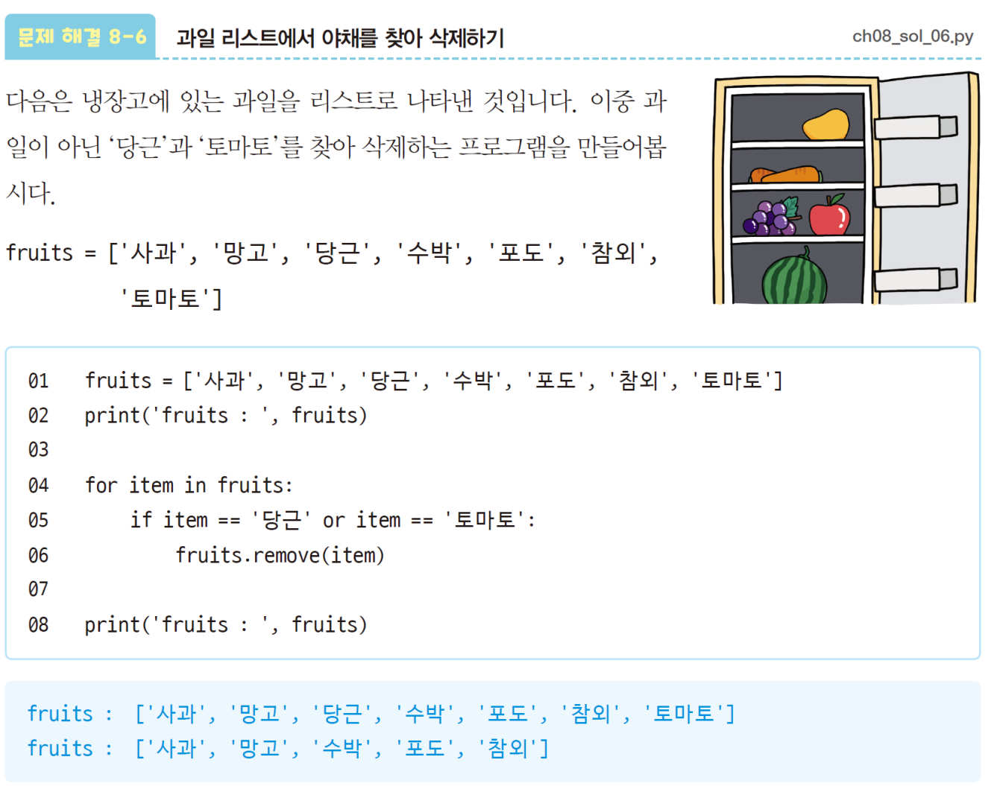 문제 해결 8-6 과일 리스트에서 야채를 찾아 삭제하기 ch08_sol_06.py
다음은 냉장고에 있는 과일을 리스트로 나타낸 것입니다. 이중 과
일이 아닌 ‘당근’과 ‘토마토’를 찾아 삭제하는 프로그램을 만들어봅
시다.
fruits = ['사과', '망고', '당근', '수박', '포도', '참외',
'토마토']
01 fruits = ['사과', '망고', '당근', '수박', '포도', '참외', '토마토']
02 print('fruits : ', fruits)
03
04 for item in fruits:
05 if item == '당근' or item == '토마토':
06 fruits.remove(item)
07
08 print('fruits : ', fruits)
fruits : ['사과', '망고', '당근', '수박', '포도', '참외', '토마토']
fruits : ['사과', '망고', '수박', '포도', '참외']